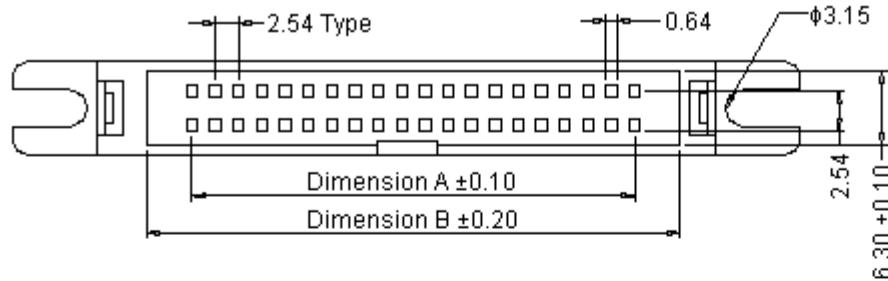 2.54 Type
0.64
ϕ3.15
Dimension A ±0.10
Dimension B ±0.20
2.54
6.30 ±0.10